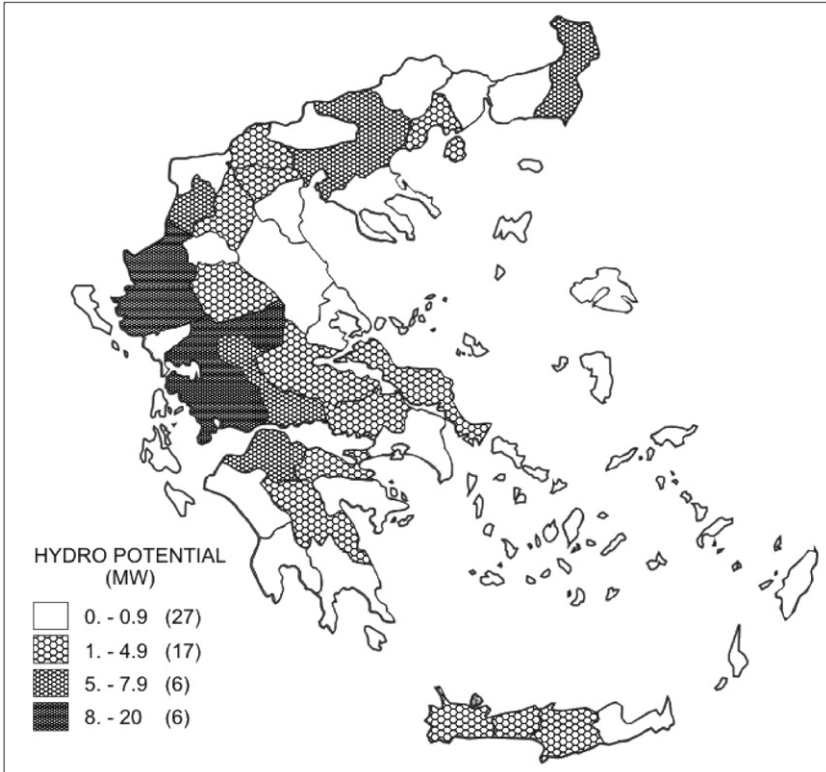 HYDRO POTENTIAL
(MW)
0. - 0.9 (27)
1. - 4.9 (17)
5. - 7.9 (6)
8. - 20 (6)